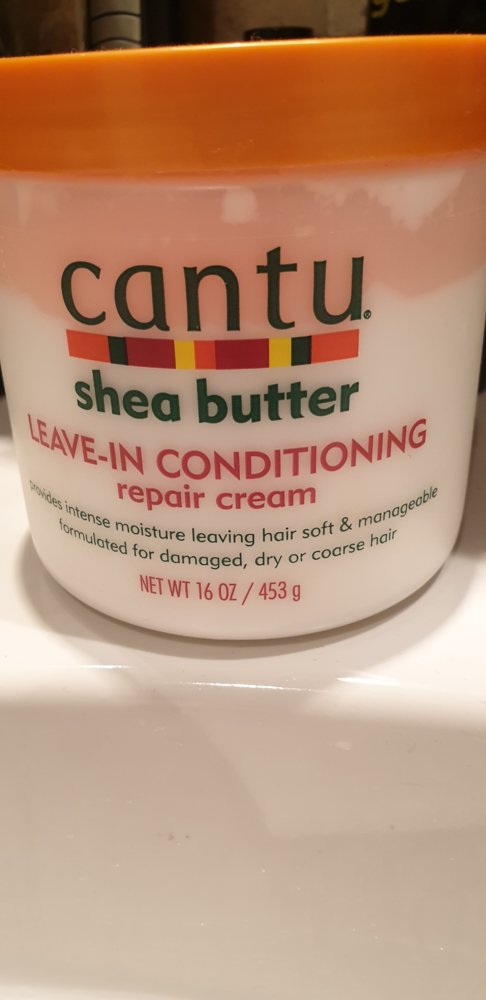 cantu®
shea butter
LEAVE-IN CONDITIONING
repair cream
provides intense moisture leaving hair soft & manageable
formulated for damaged, dry or coarse hair
NET WT 16 OZ / 453 g